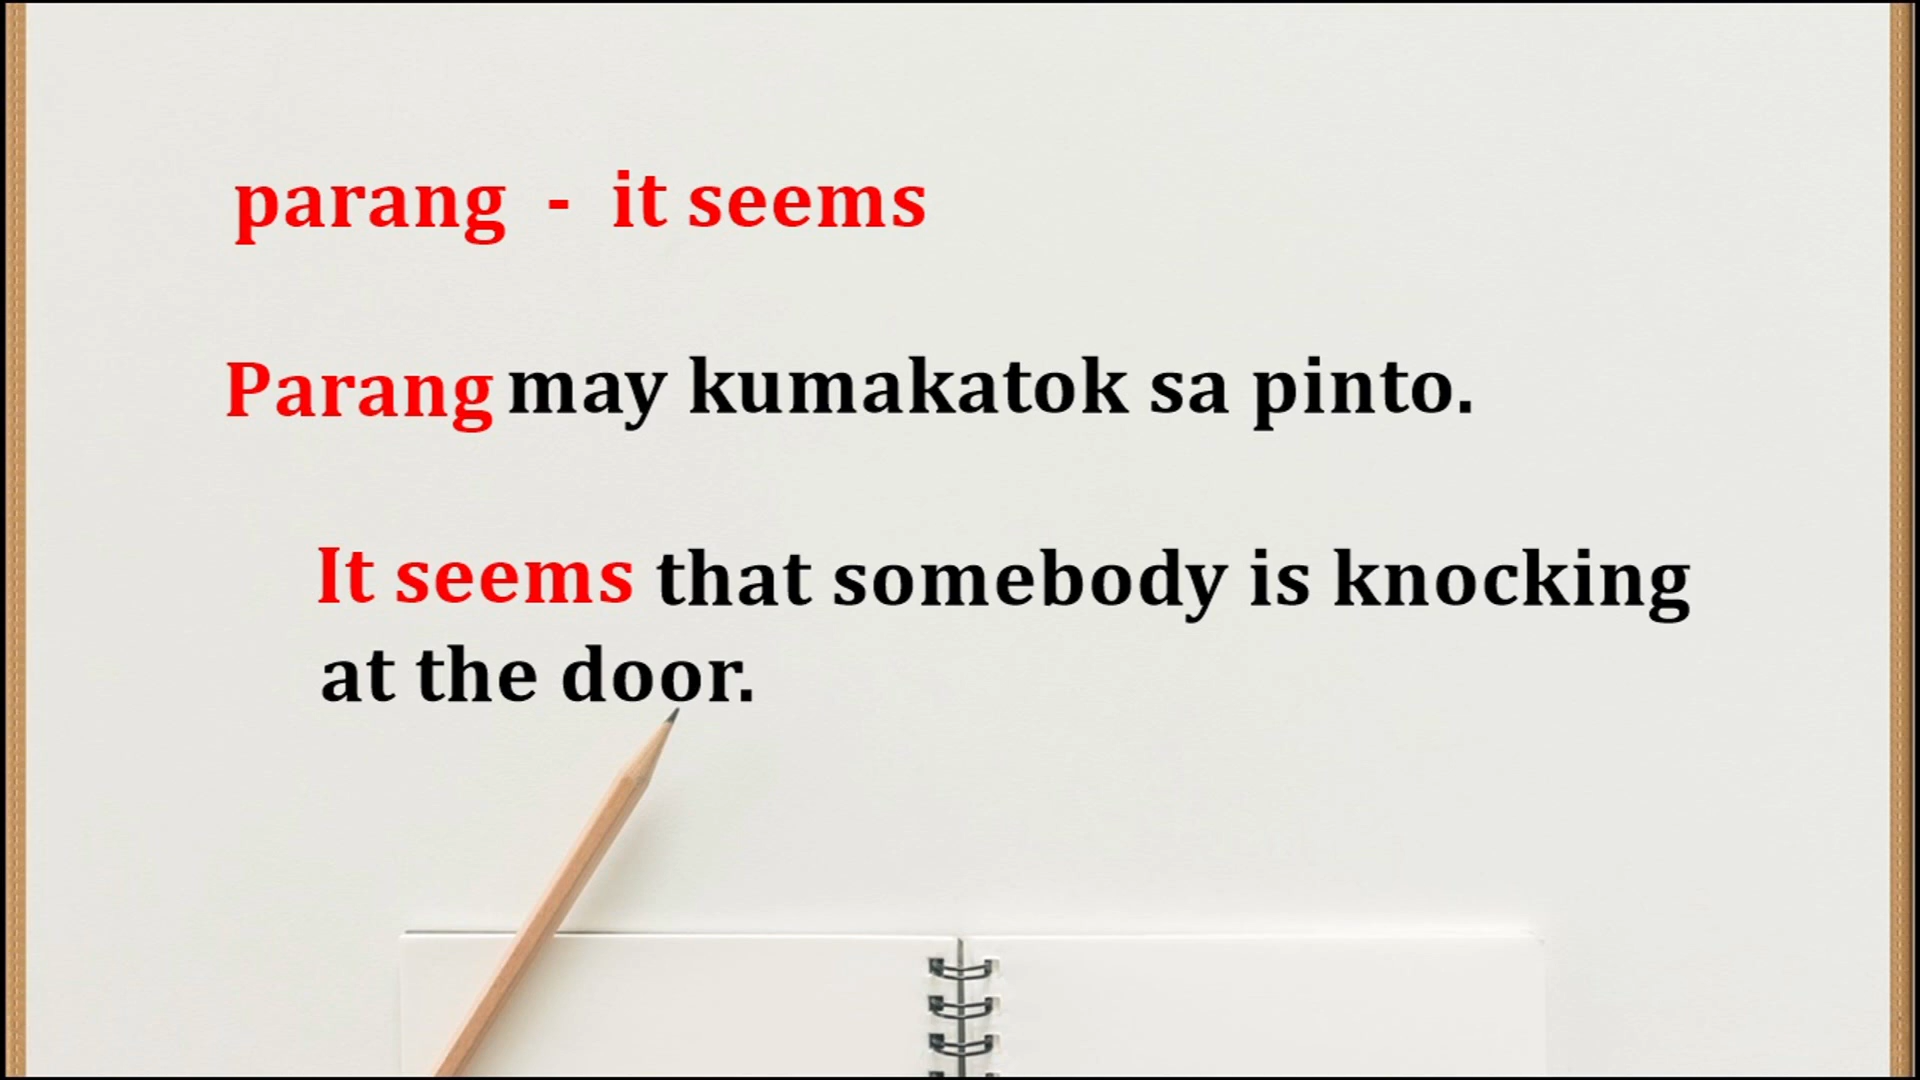 parang - it seems
Parang may kumakatok sa pinto.
It seems that somebody is knocking
at the door.